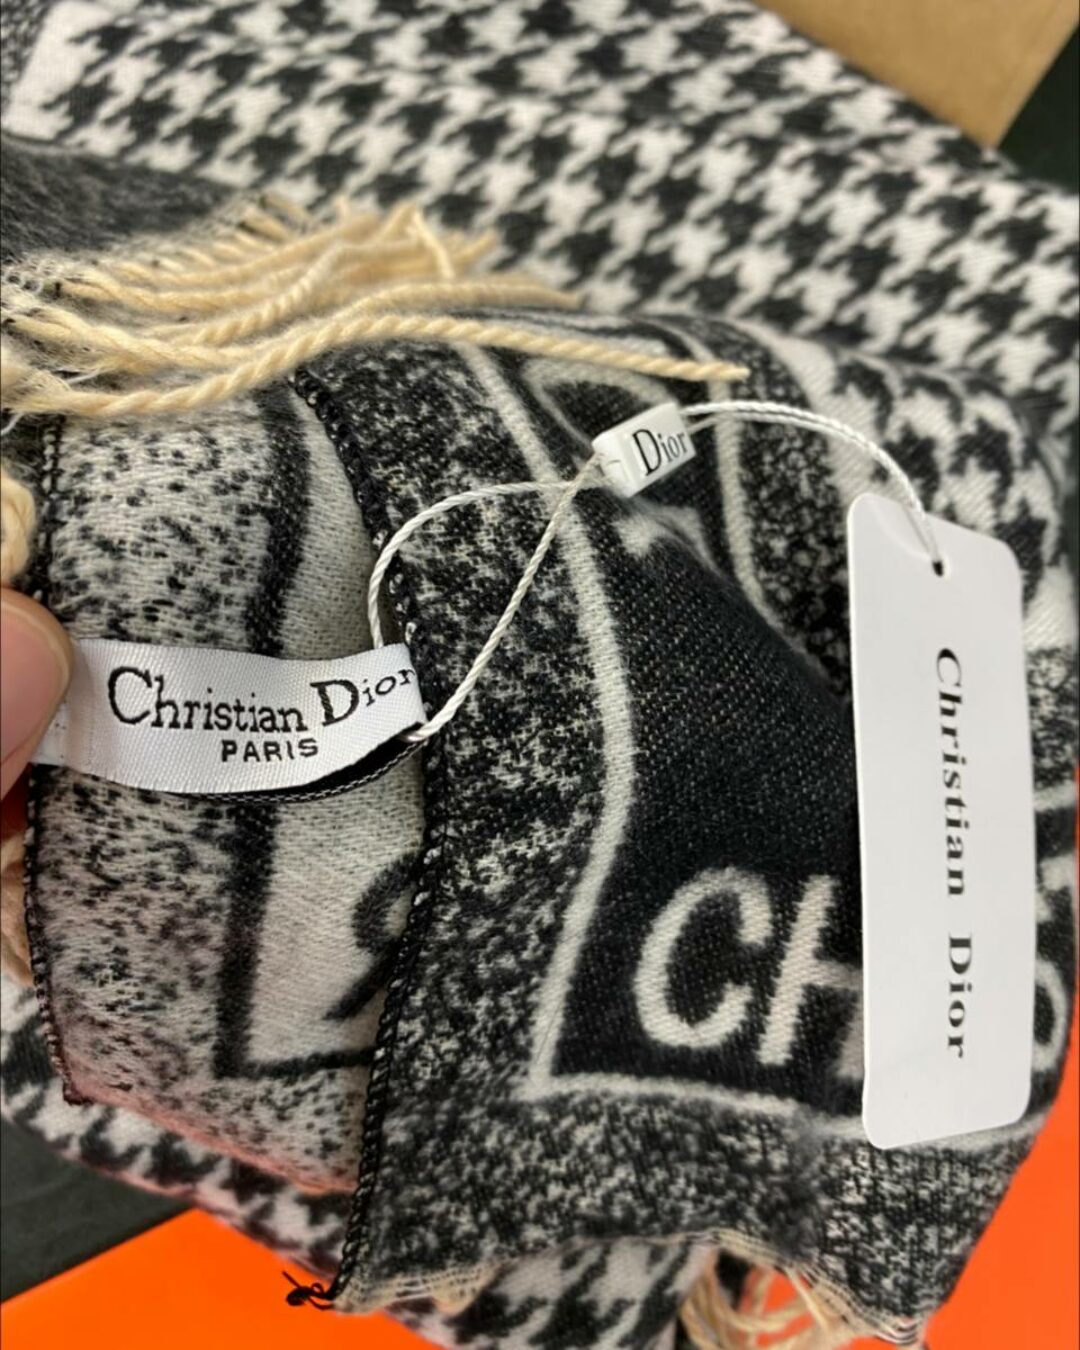 Dior
Christian Dior
PARIS
Christian Dior
CH